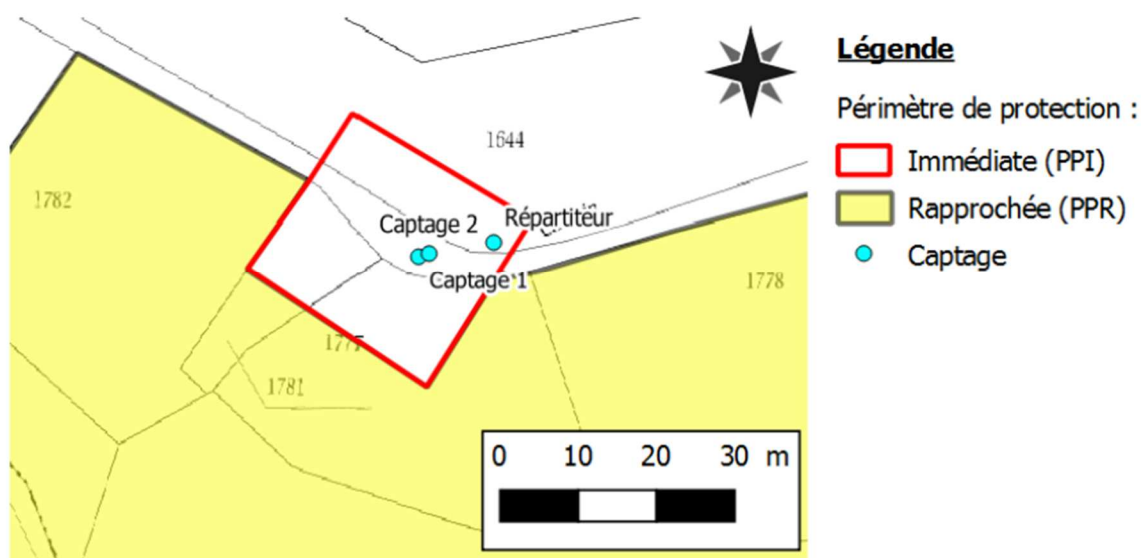 Légende
Périmètre de protection :
Immédiate (PPI)
Rapprochée (PPR)
Captage
1644
1782
Captage 2
Répartiteur
Captage 1
1778
1781
0 10 20 30 m